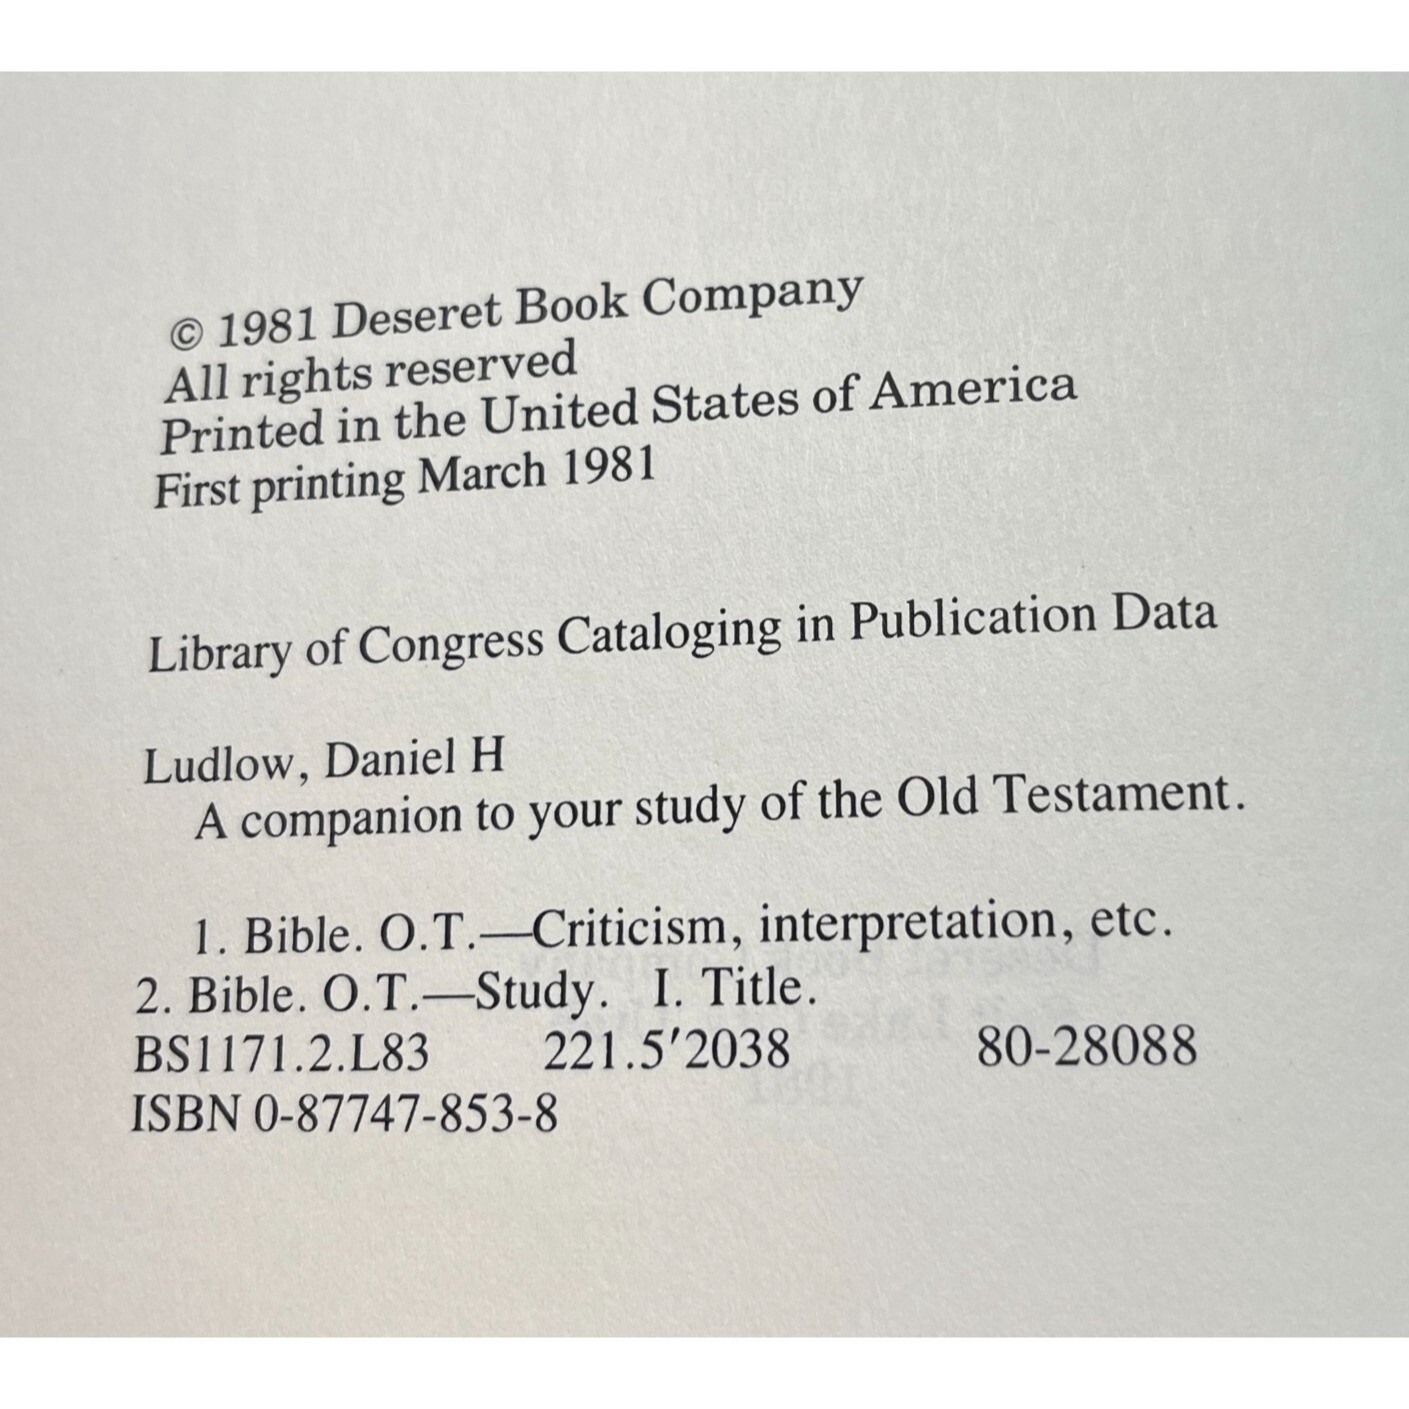 © 1981 Deseret Book Company
All rights reserved
Printed in the United States of America
First printing March 1981
Library of Congress Cataloging in Publication Data
Ludlow, Daniel H
A companion to your study of the Old Testament.
1. Bible. O.T.—Criticism, interpretation, etc.
2. Bible. O.T.—Study. I. Title.
BS1171.2.L83 221.5′2038 80-28088
ISBN 0-87747-853-8